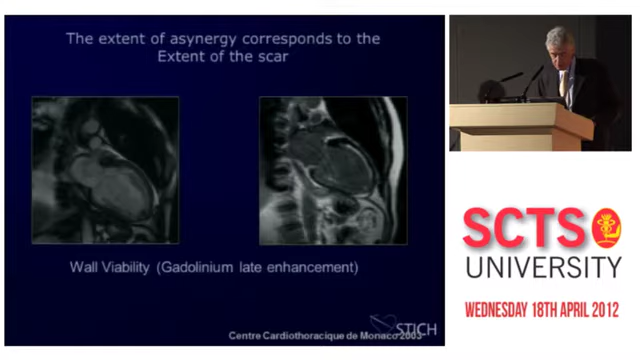 The extent of asynergy corresponds to the
Extent of the scar
Wall Viability (Gadolinium late enhancement)
STICH
Centre Cardiothoracique de Monaco 2003
SCTS
UNIVERSITY
WEDNESDAY 18TH APRIL 2012